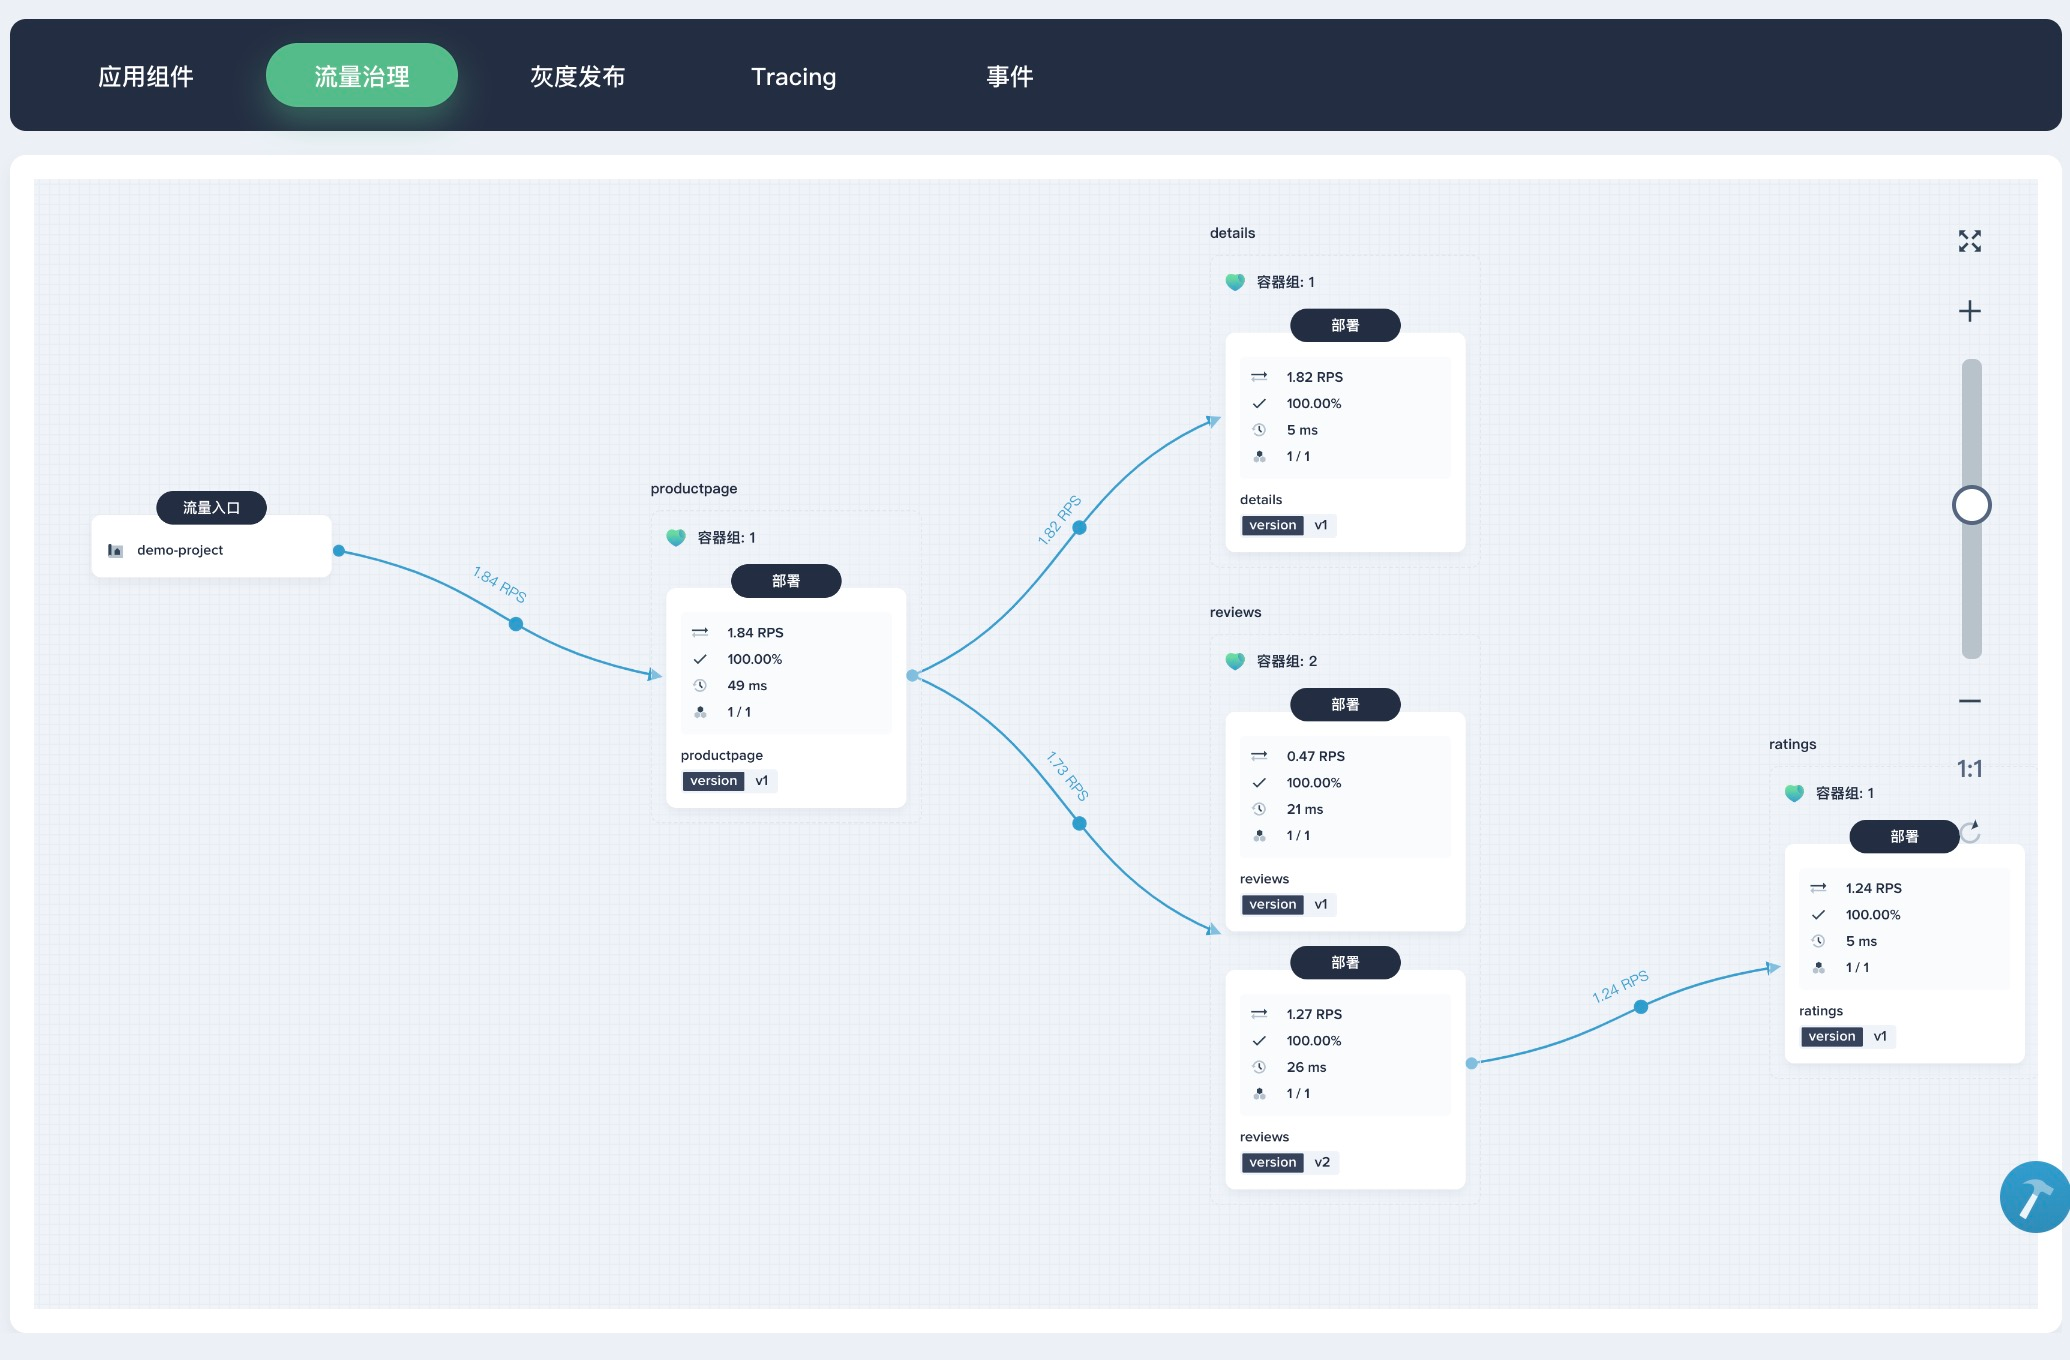 应用组件
流量治理
灰度发布
Tracing
事件
流量入口
demo-project
1.84 RPS
productpage
容器组: 1
部署
1.84 RPS
100.00%
49 ms
1 / 1
productpage
version v1
1.82 RPS
1.73 RPS
details
容器组: 1
部署
1.82 RPS
100.00%
5 ms
1 / 1
details
version v1
reviews
容器组: 2
部署
0.47 RPS
100.00%
21 ms
1 / 1
reviews
version v1
部署
1.27 RPS
100.00%
26 ms
1 / 1
reviews
version v2
1.24 RPS
ratings
容器组: 1
部署
1.24 RPS
100.00%
5 ms
1 / 1
ratings
version v1
1:1